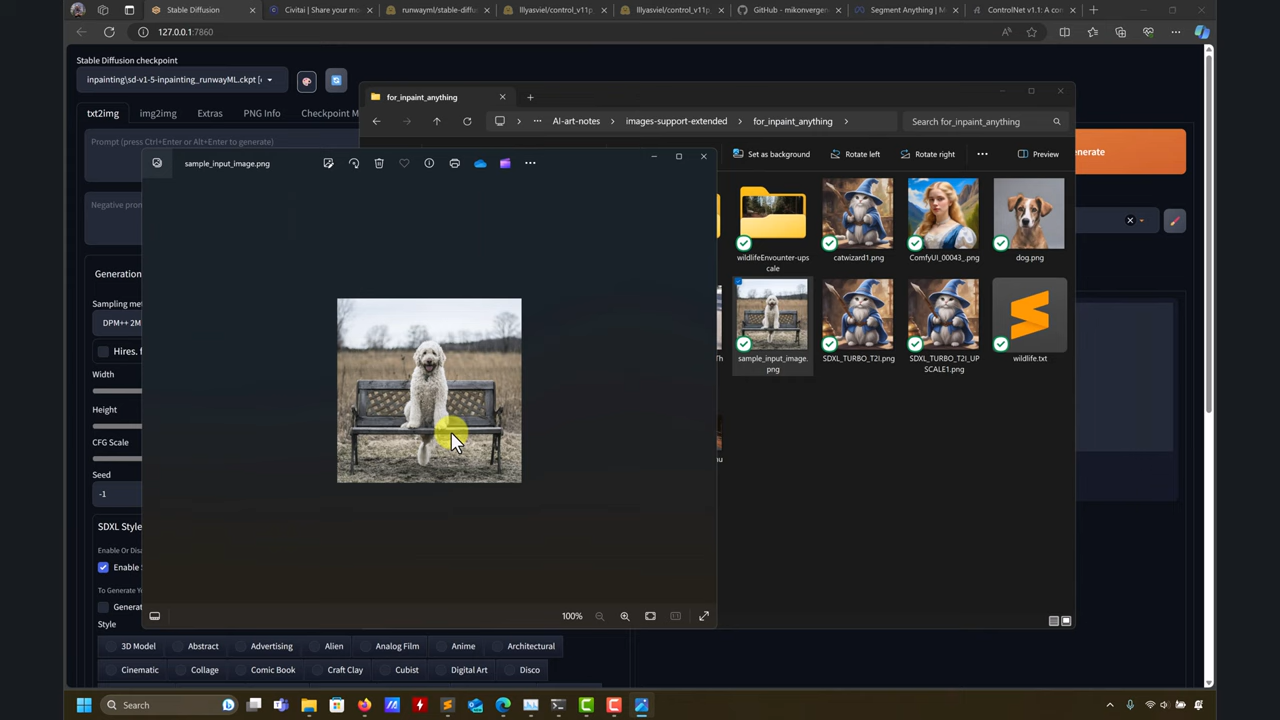 Stable Diffusion
Civitai | Share your mo
runwayml/stable-diffu
lllyasviel/control_v11p
lllyasviel/control_v11p
GitHub - mikonvergen
Segment Anything | M
ControlNet v1.1: A con
127.0.0.1:7860
Stable Diffusion checkpoint
inpainting\sd-v1-5-inpainting_runwayML.ckpt [
txt2img
img2img
Extras
PNG Info
Checkpoint M
Prompt (press Ctrl+Enter or Alt+Enter to generate)
Negative pro
for_inpaint_anything
AI-art-notes
images-support-extended
for_inpaint_anything
Search for_inpaint_anything
Set as background
Rotate left
Rotate right
Preview
nerate
sample_input_image.png
wildlifeEnvounter-ups
cale
catwizard1.png
ComfyUI_00043_.png
dog.png
sample_input_image.
png
SDXL_TURBO_T2I.png
SDXL_TURBO_T2I_UP
SCALE1.png
wildlife.txt
Generation
Sampling met
DPM++ 2M
Hires. f
Width
Height
CFG Scale
Seed
-1
SDXL Style
Enable Or Disa
Enable S
To Generate Yo
Generat
Style
100%
3D Model
Abstract
Advertising
Alien
Analog Film
Anime
Architectural
Cinematic
Collage
Comic Book
Craft Clay
Cubist
Digital Art
Disco
Search